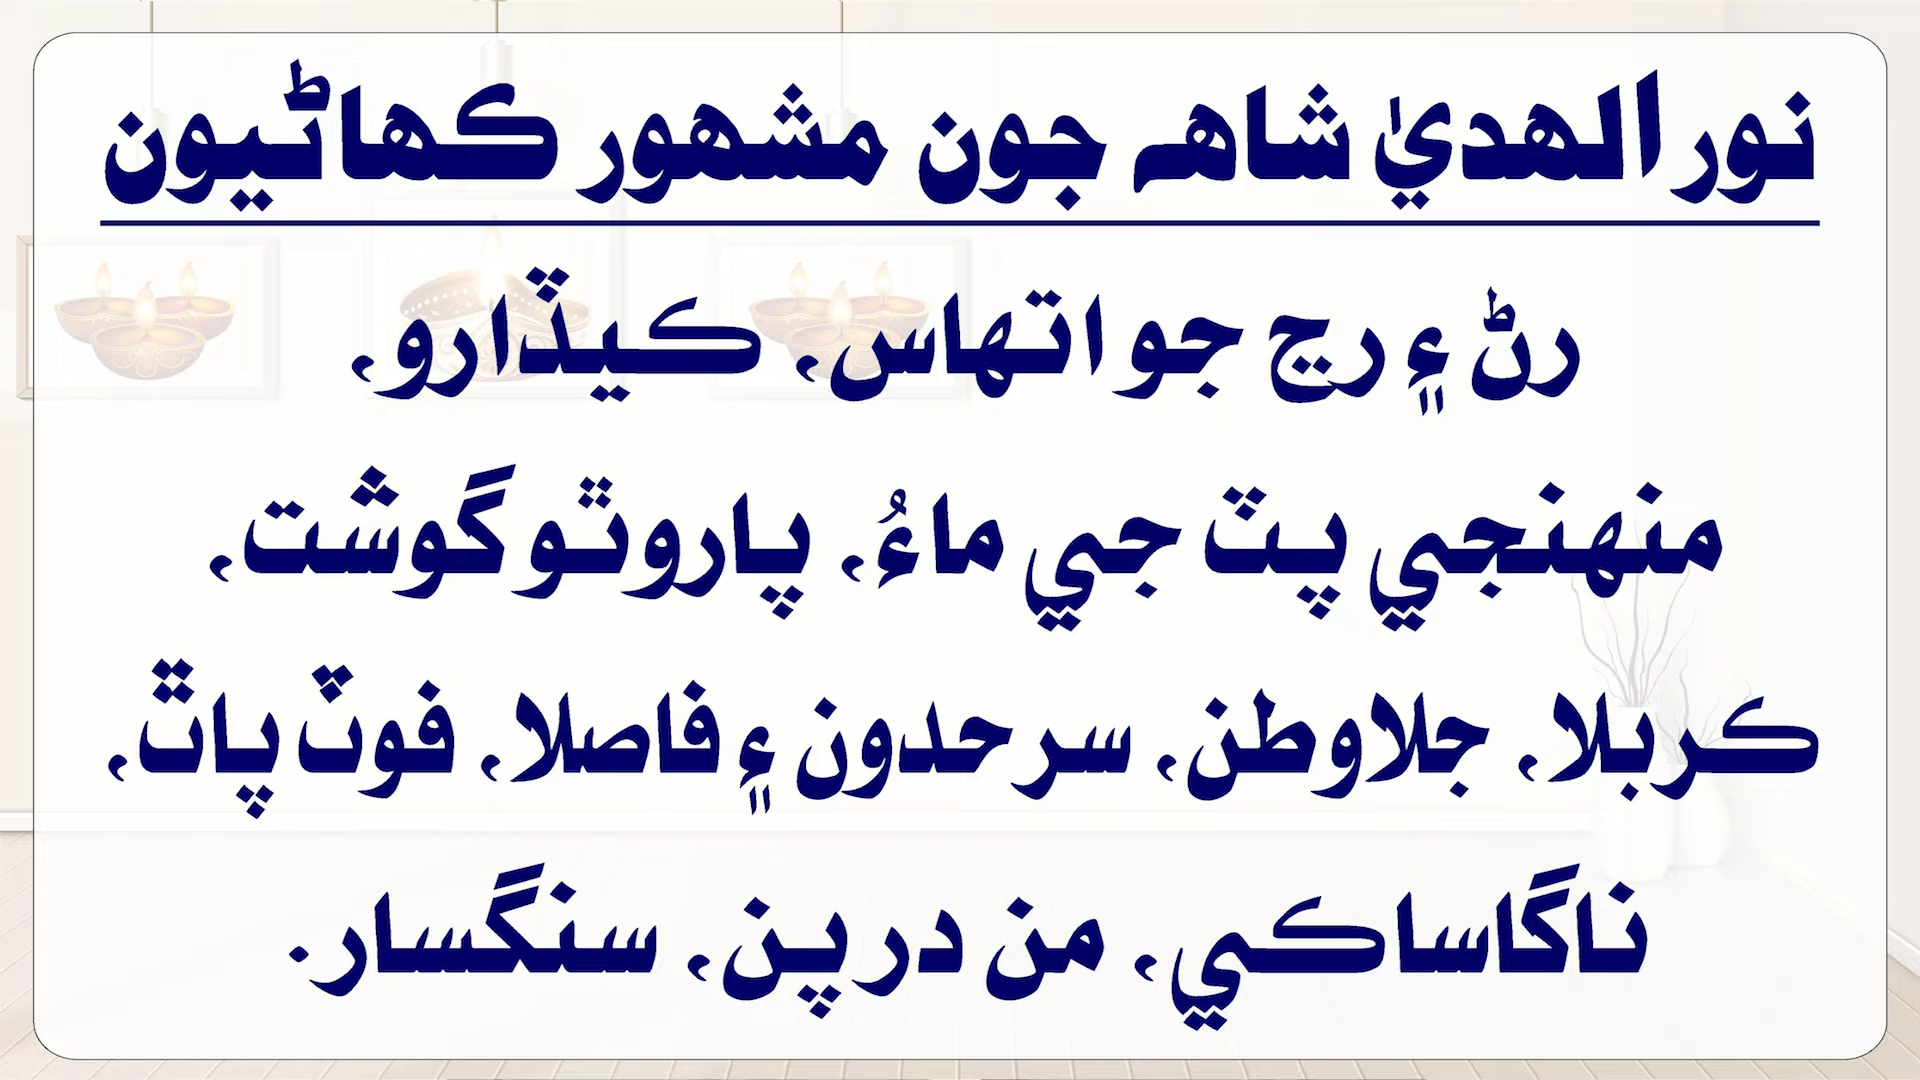 نورالهديٰ شاهہ جون مشهور ڪهاڻيون
رڻ ۽ رڃ جو اتهاس، ڪيڏارو،
منهنجي پٽ جي ماءُ، پاروٿو گوشت،
ڪربلا، جلاوطن، سرحدون ۽ فاصلا، فوٽ پاٿ،
ناگاساڪي، من درپن، سنگسار.